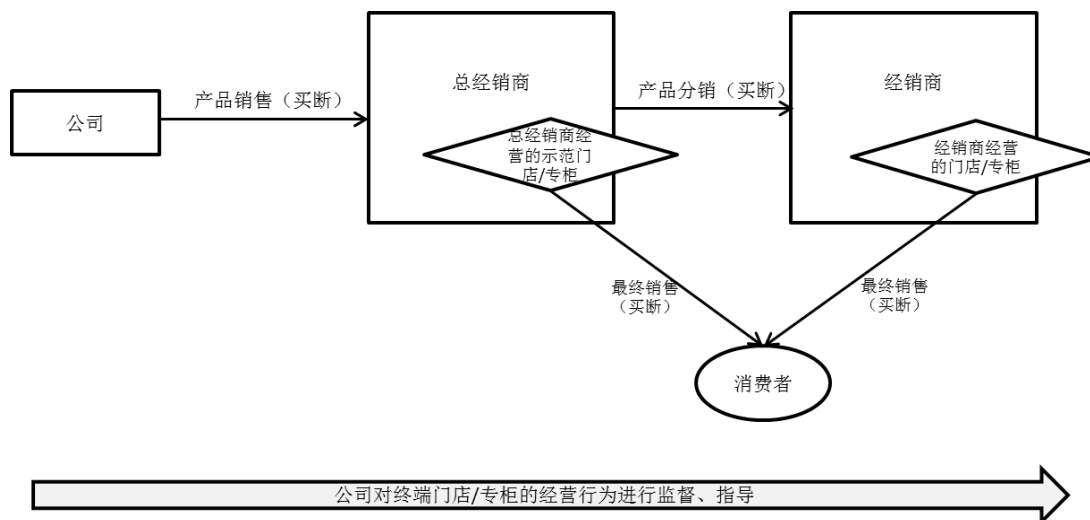 公司
产品销售（买断）
总经销商
总经销商经
营的示范门
店/专柜
产品分销（买断）
经销商
经销商经营
的门店/专柜
最终销售
（买断）
最终销售
（买断）
消费者
公司对终端门店/专柜的经营行为进行监督、指导